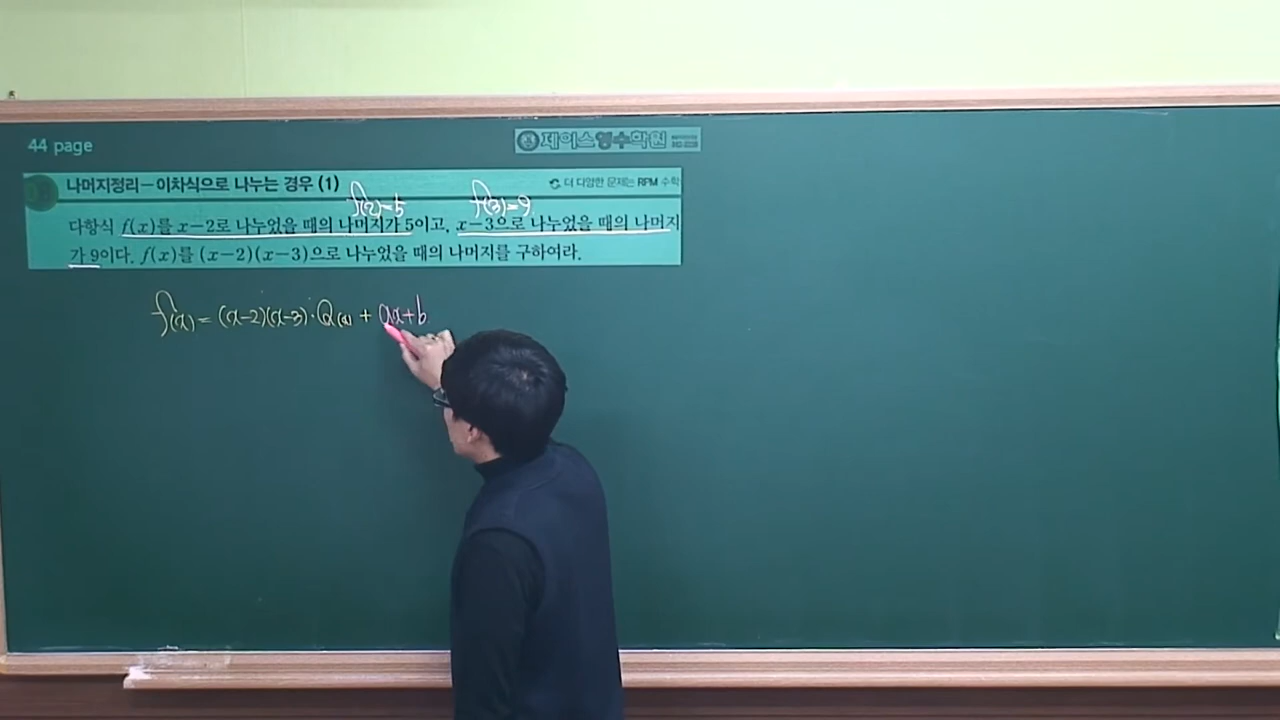 44 page
제이스영수학원
나머지정리−이차식으로 나누는 경우 (1)
더 다양한 문제는 RPM 수학
f(2)=5 f(3)=9
다항식 f(x)를 x−2로 나누었을 때의 나머지가 5이고, x−3으로 나누었을 때의 나머지
가 9이다. f(x)를 (x−2)(x−3)으로 나누었을 때의 나머지를 구하여라.
f(x) = (x−2)(x−3)·Q(x) + ax+b